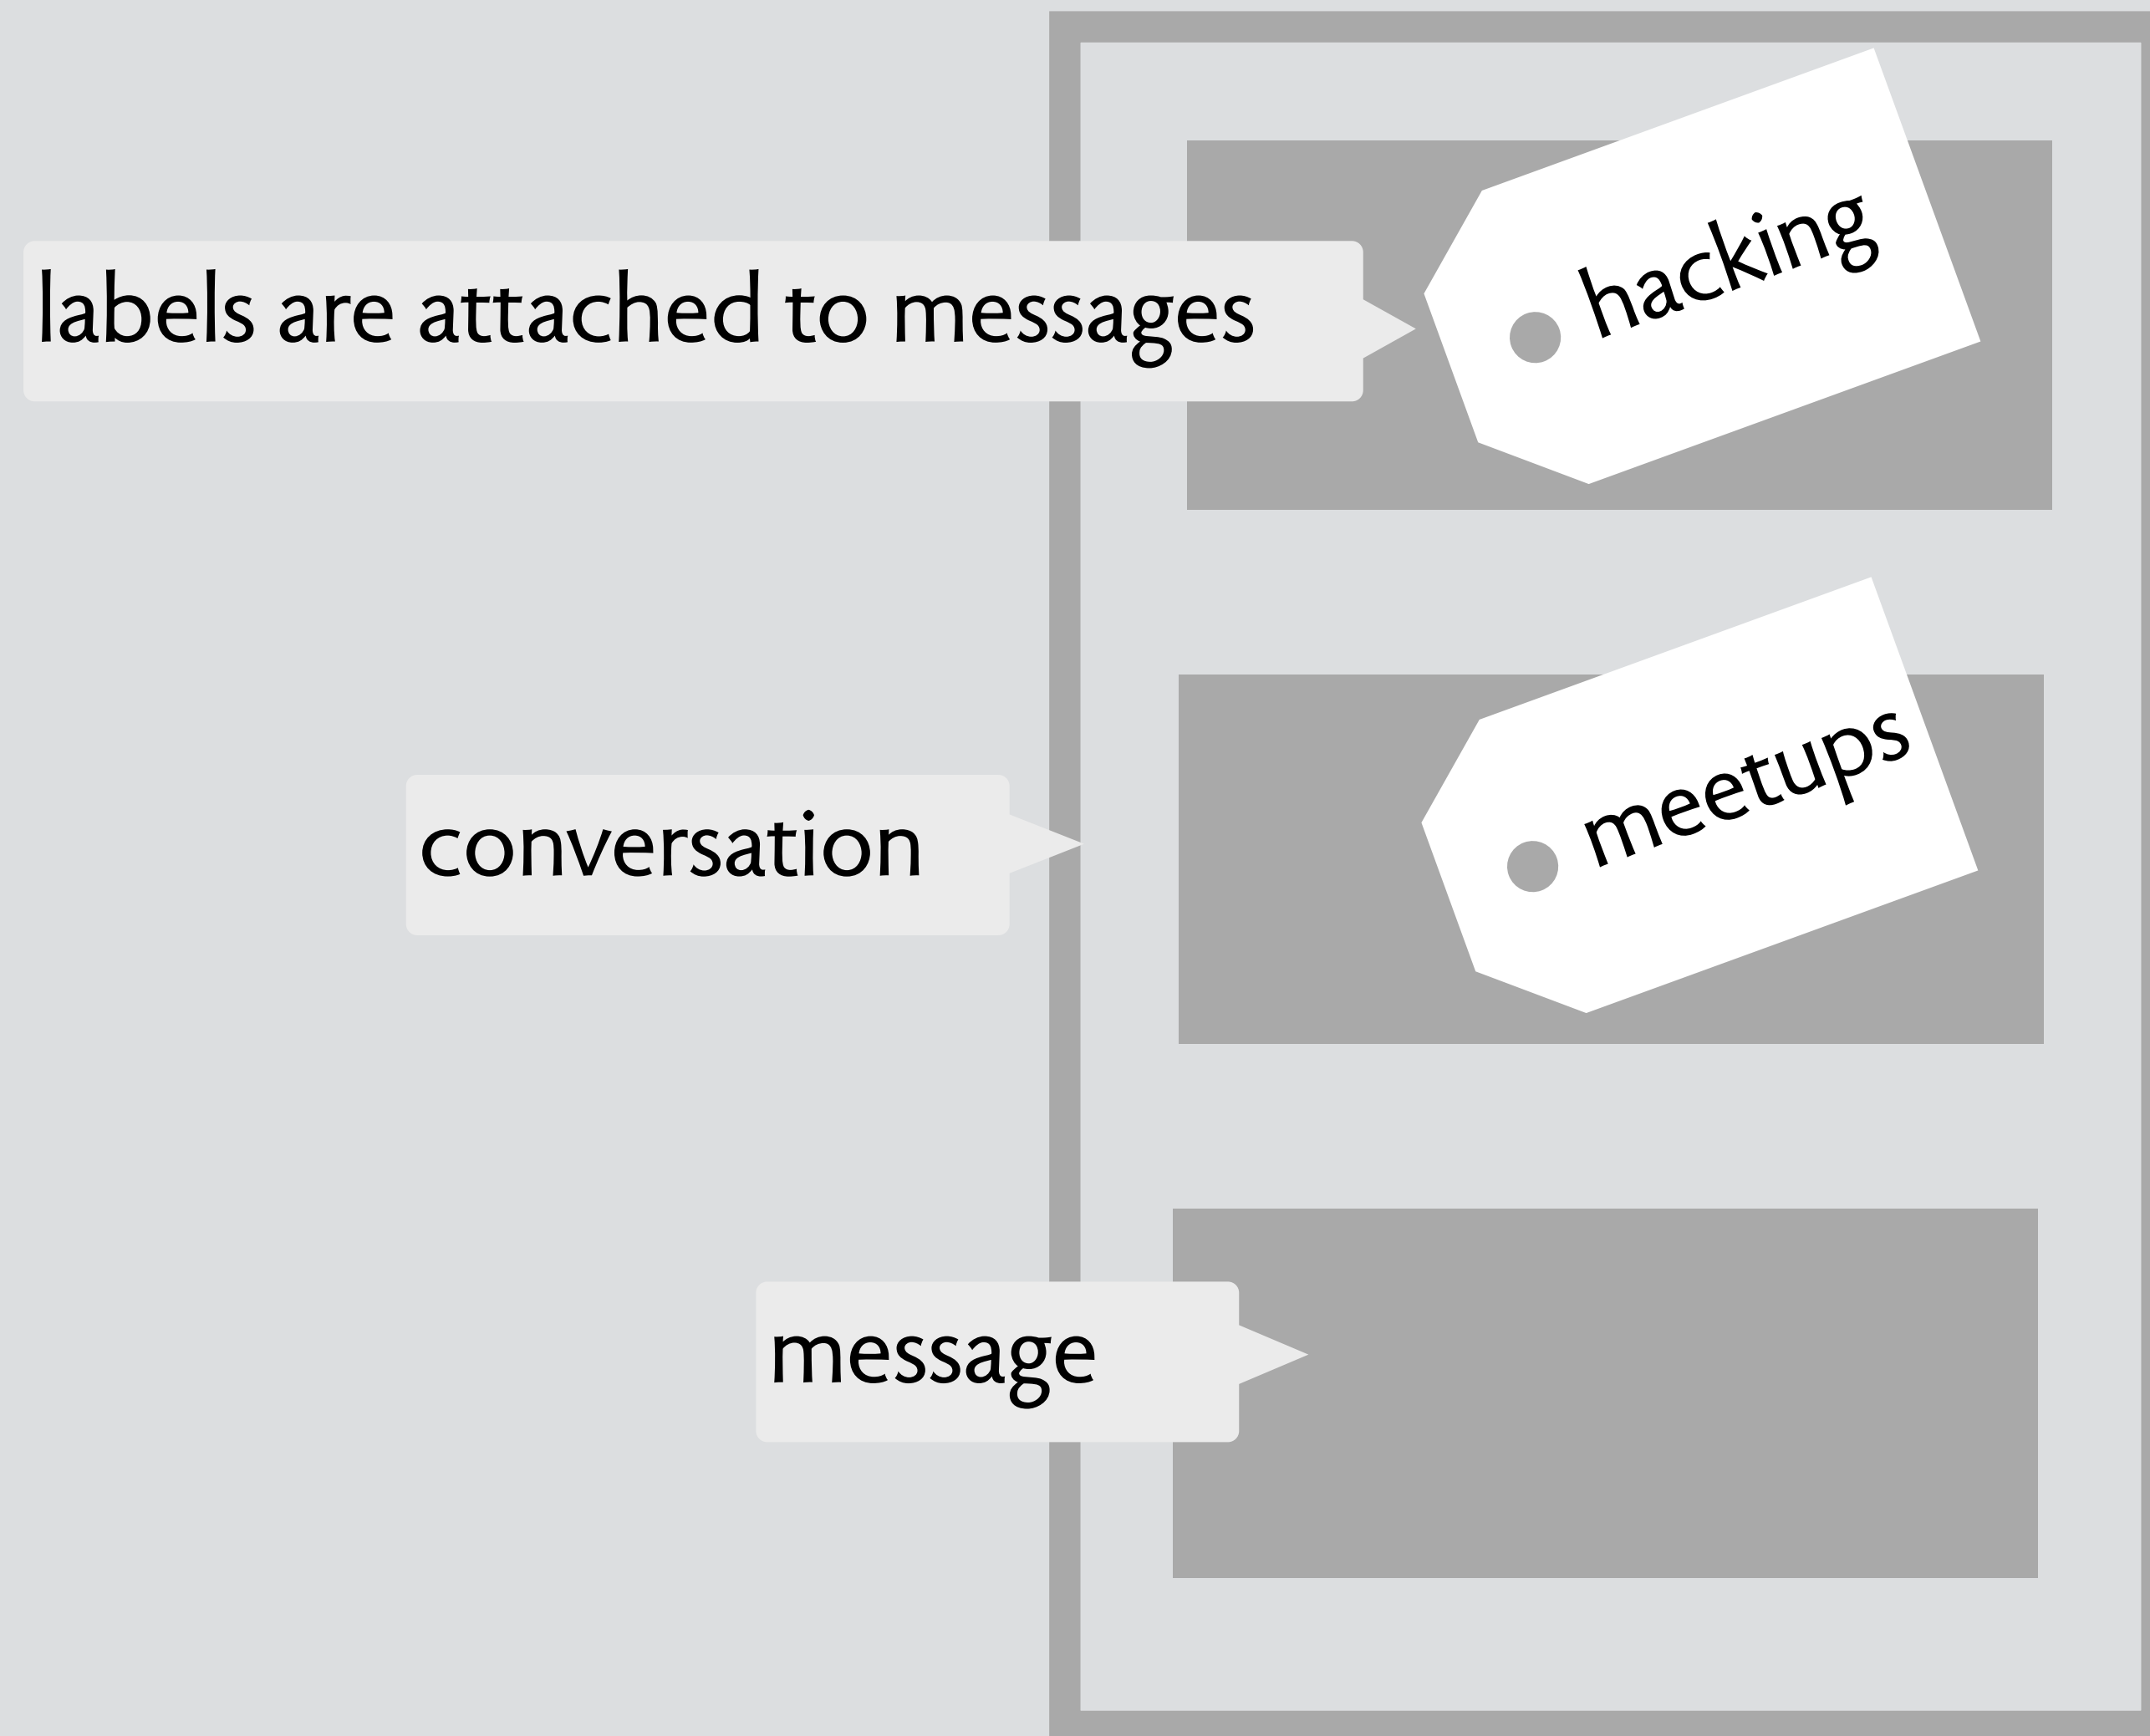 hacking
labels are attached to messages
meetups
conversation
message